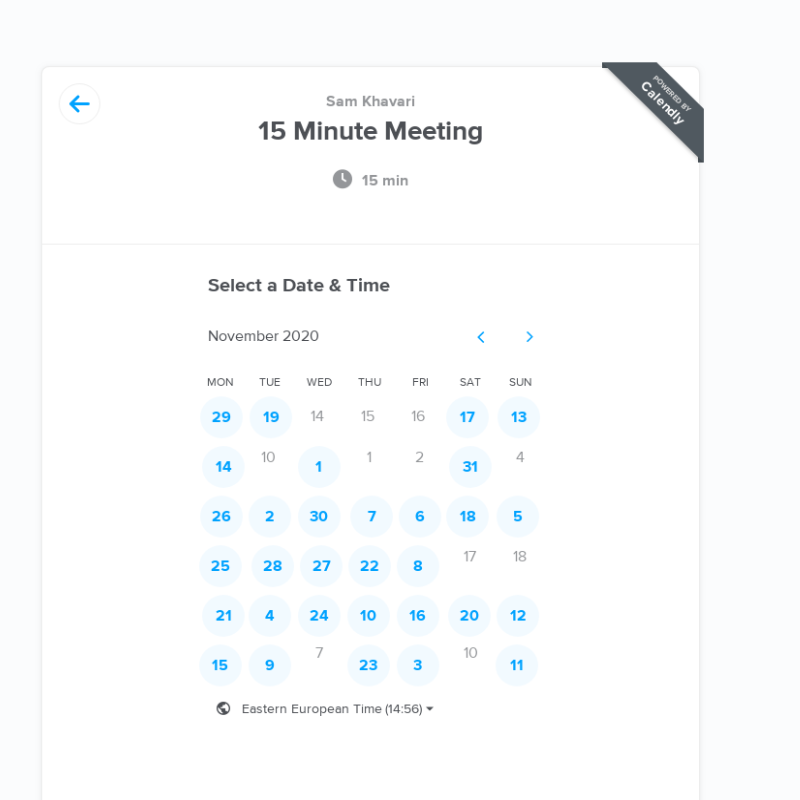 POWERED BY
Calendly
Sam Khavari
15 Minute Meeting
15 min
Select a Date & Time
November 2020
MON TUE WED THU FRI SAT SUN
29 19 14 15 16 17 13
14 10 1 1 2 31 4
26 2 30 7 6 18 5
25 28 27 22 8 17 18
21 4 24 10 16 20 12
15 9 7 23 3 10 11
Eastern European Time (14:56)